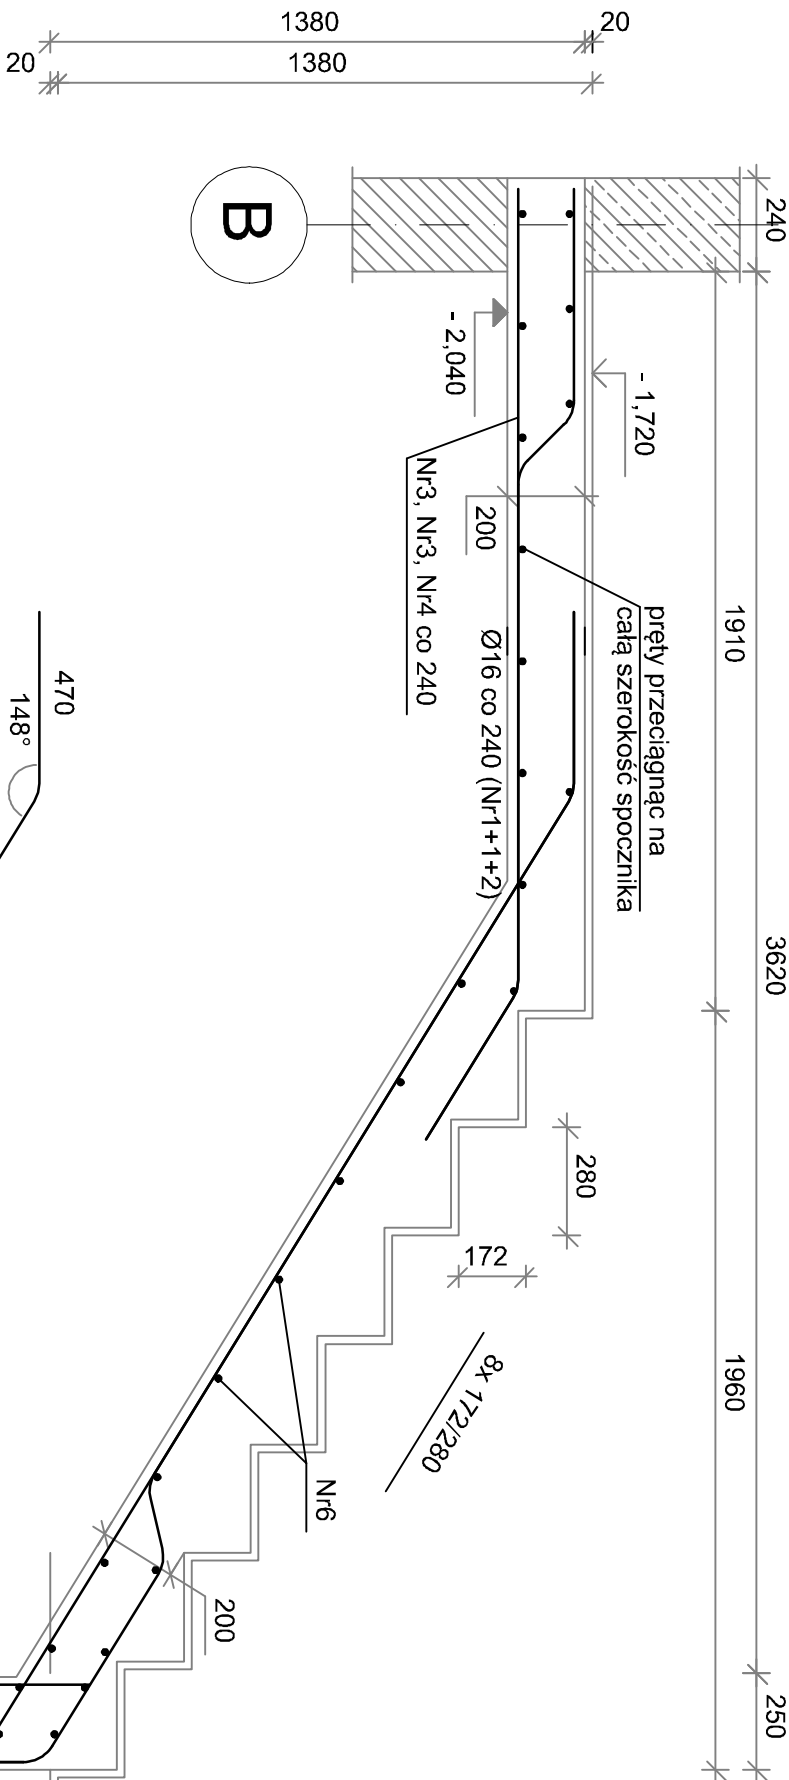 1380
20
20
1380
B
240
- 2,040
- 1,720
Nr3, Nr3, Nr4 co 240
200
pręty przeciągnąc na
całą szerokość spocznika
1910
Ø16 co 240 (Nr1+1+2)
470
148°
3620
280
172
8x 172/280
1960
Nr6
200
250